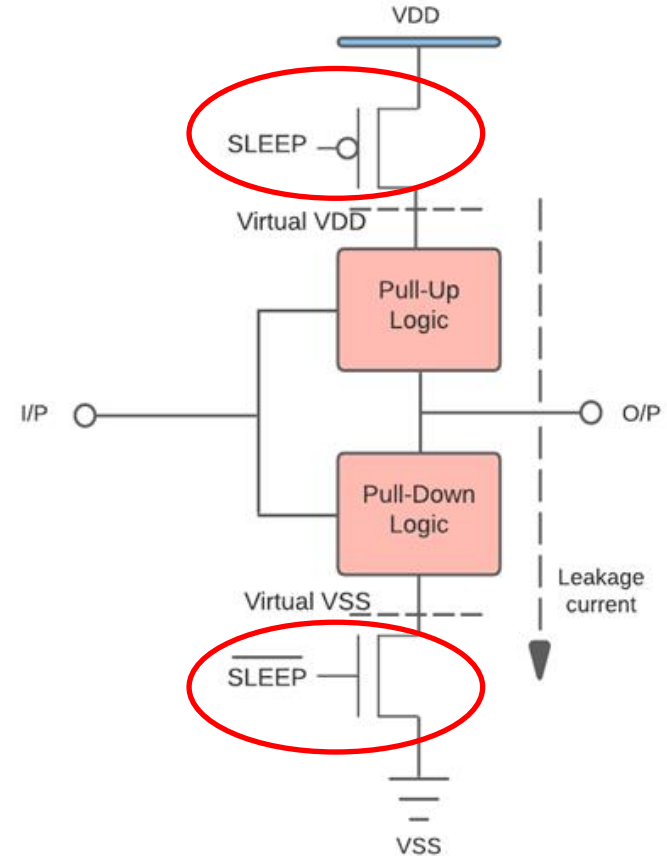 VDD
SLEEP
Virtual VDD
Pull-Up
Logic
I/P
O/P
Pull-Down
Logic
Leakage
current
Virtual VSS
SLEEP
VSS